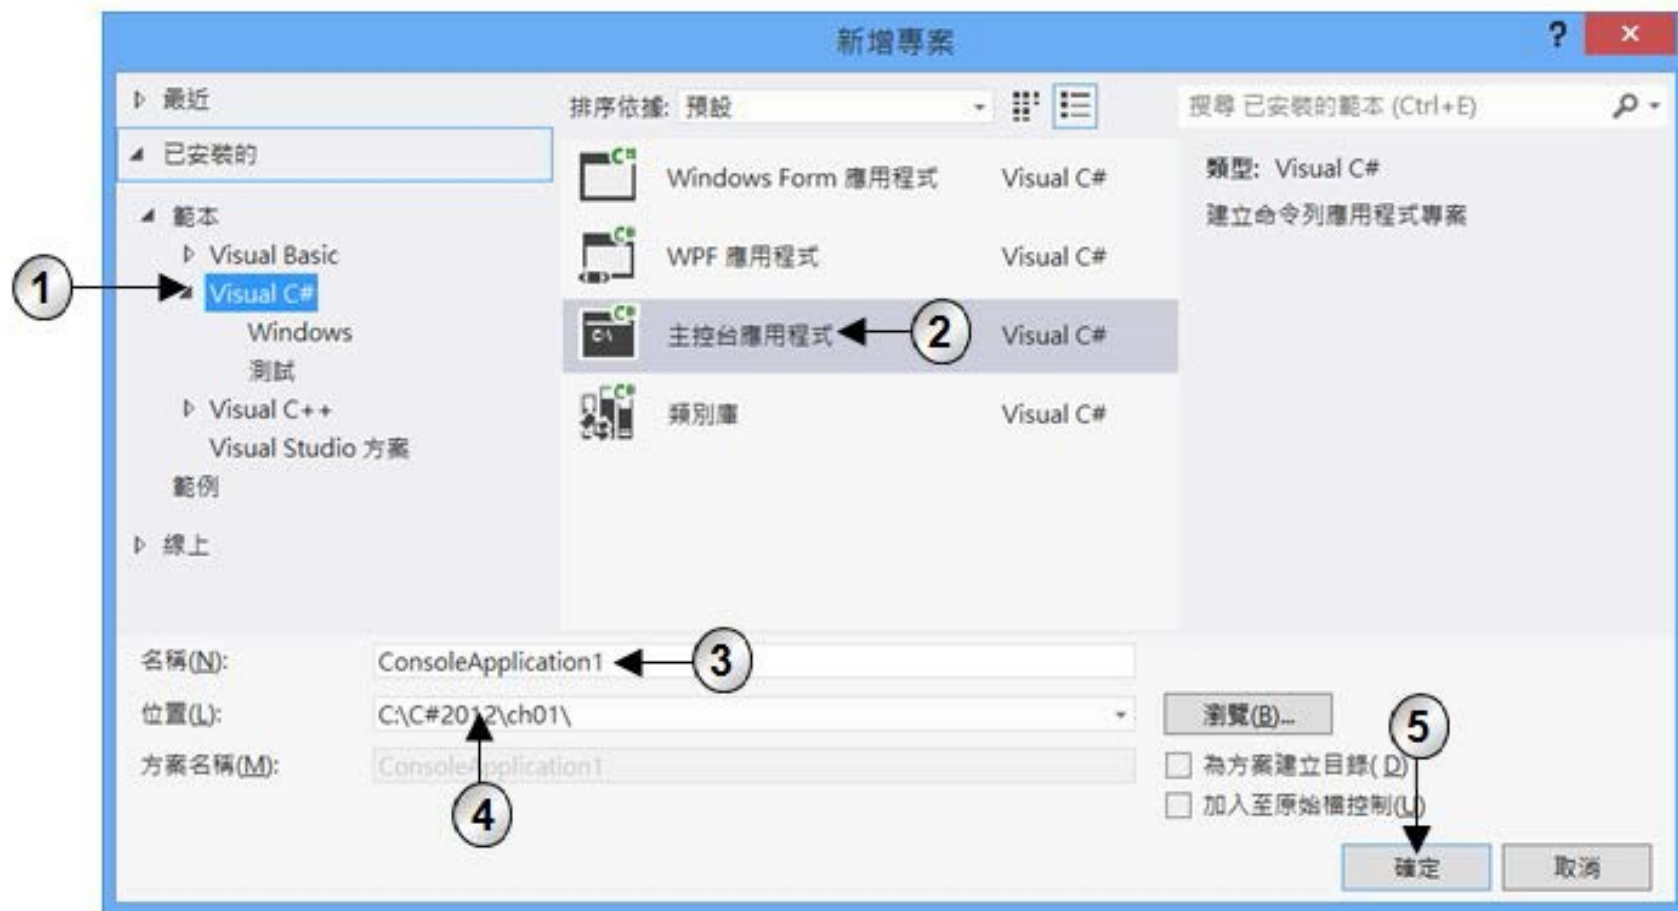 新增專案
?
最近
已安裝的
範本
Visual Basic
1
Visual C#
Windows
測試
Visual C++
Visual Studio 方案
範例
線上
排序依據: 預設
Windows Form 應用程式 Visual C#
WPF 應用程式 Visual C#
主控台應用程式 2 Visual C#
類別庫 Visual C#
搜尋 已安裝的範本 (Ctrl+E)
類型: Visual C#
建立命令列應用程式專案
名稱(N): ConsoleApplication1 3
位置(L): C:\C#2012\ch01\
瀏覽(B)...
5
方案名稱(M): ConsoleApplication1
4
為方案建立目錄( D)
加入至原始檔控制(U)
確定 取消